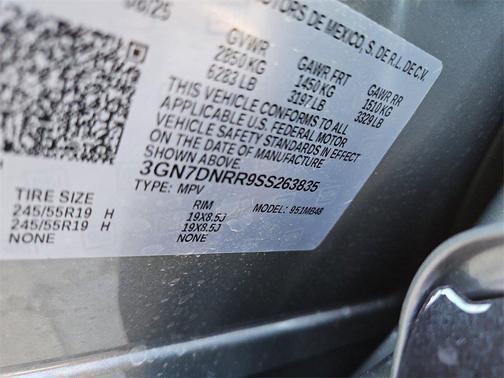 06/25
MOTORS DE MEXICO, S. DE R.L. DE C.V.
GVWR GAWR FRT GAWR RR
2850 KG 1450 KG 1510 KG
6283 LB 3197 LB 3329 LB
THIS VEHICLE CONFORMS TO ALL
APPLICABLE U.S. FEDERAL MOTOR
VEHICLE SAFETY STANDARDS IN EFFECT
ON THE DATE OF MANUFACTURE
SHOWN ABOVE.
3GN7DNRR9SS263835
TYPE: MPV MODEL: 951MB48
TIRE SIZE RIM
245/55R19 H 19X8.5J
245/55R19 H 19X8.5J
NONE NONE